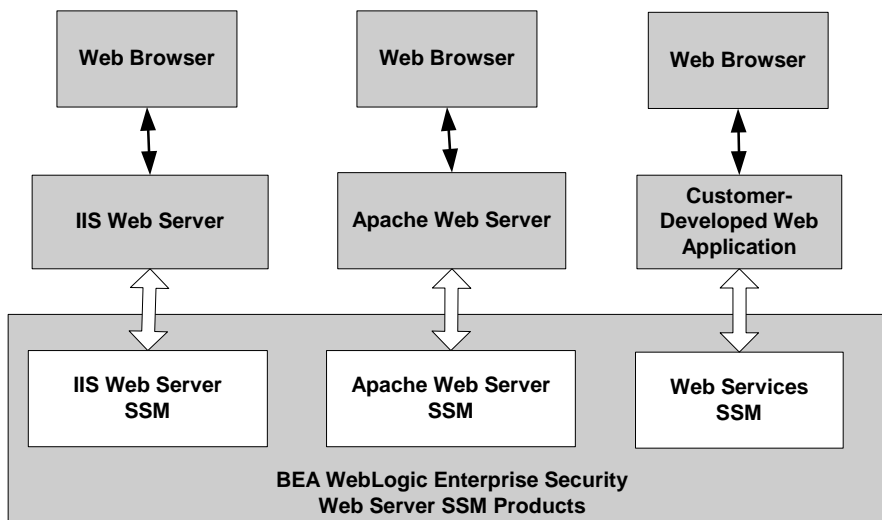 Web Browser
Web Browser
Web Browser
IIS Web Server
Apache Web Server
Customer-
Developed Web
Application
IIS Web Server
SSM
Apache Web Server
SSM
Web Services
SSM
BEA WebLogic Enterprise Security
Web Server SSM Products